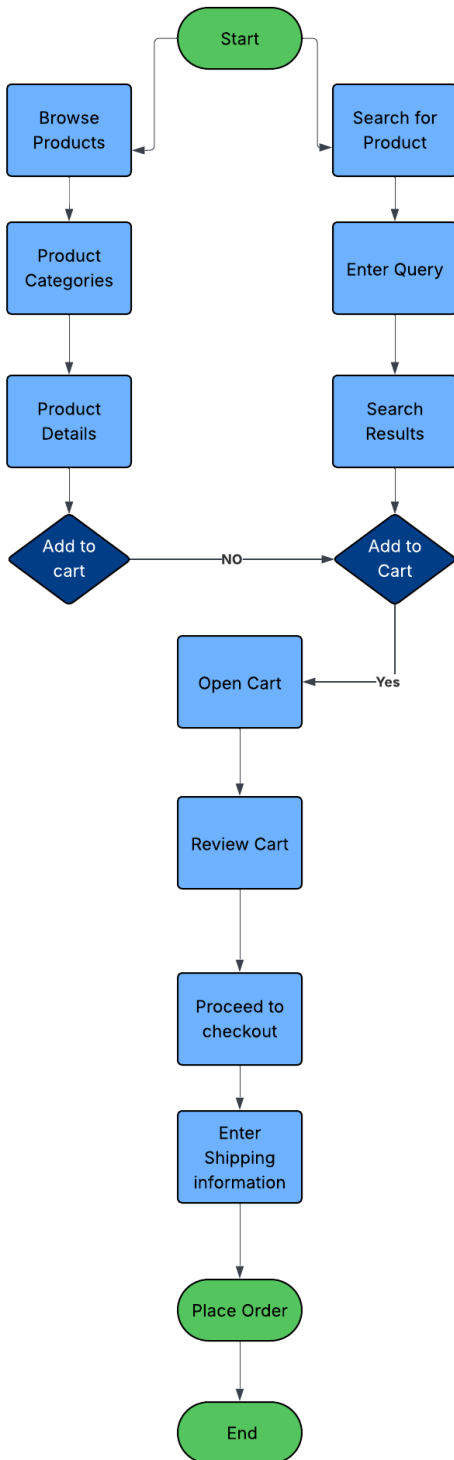 Start
Browse
Products
Search for
Product
Product
Categories
Enter Query
Product
Details
Search
Results
Add to
cart
NO
Add to
Cart
Open Cart
Yes
Review Cart
Proceed to
checkout
Enter
Shipping
information
Place Order
End